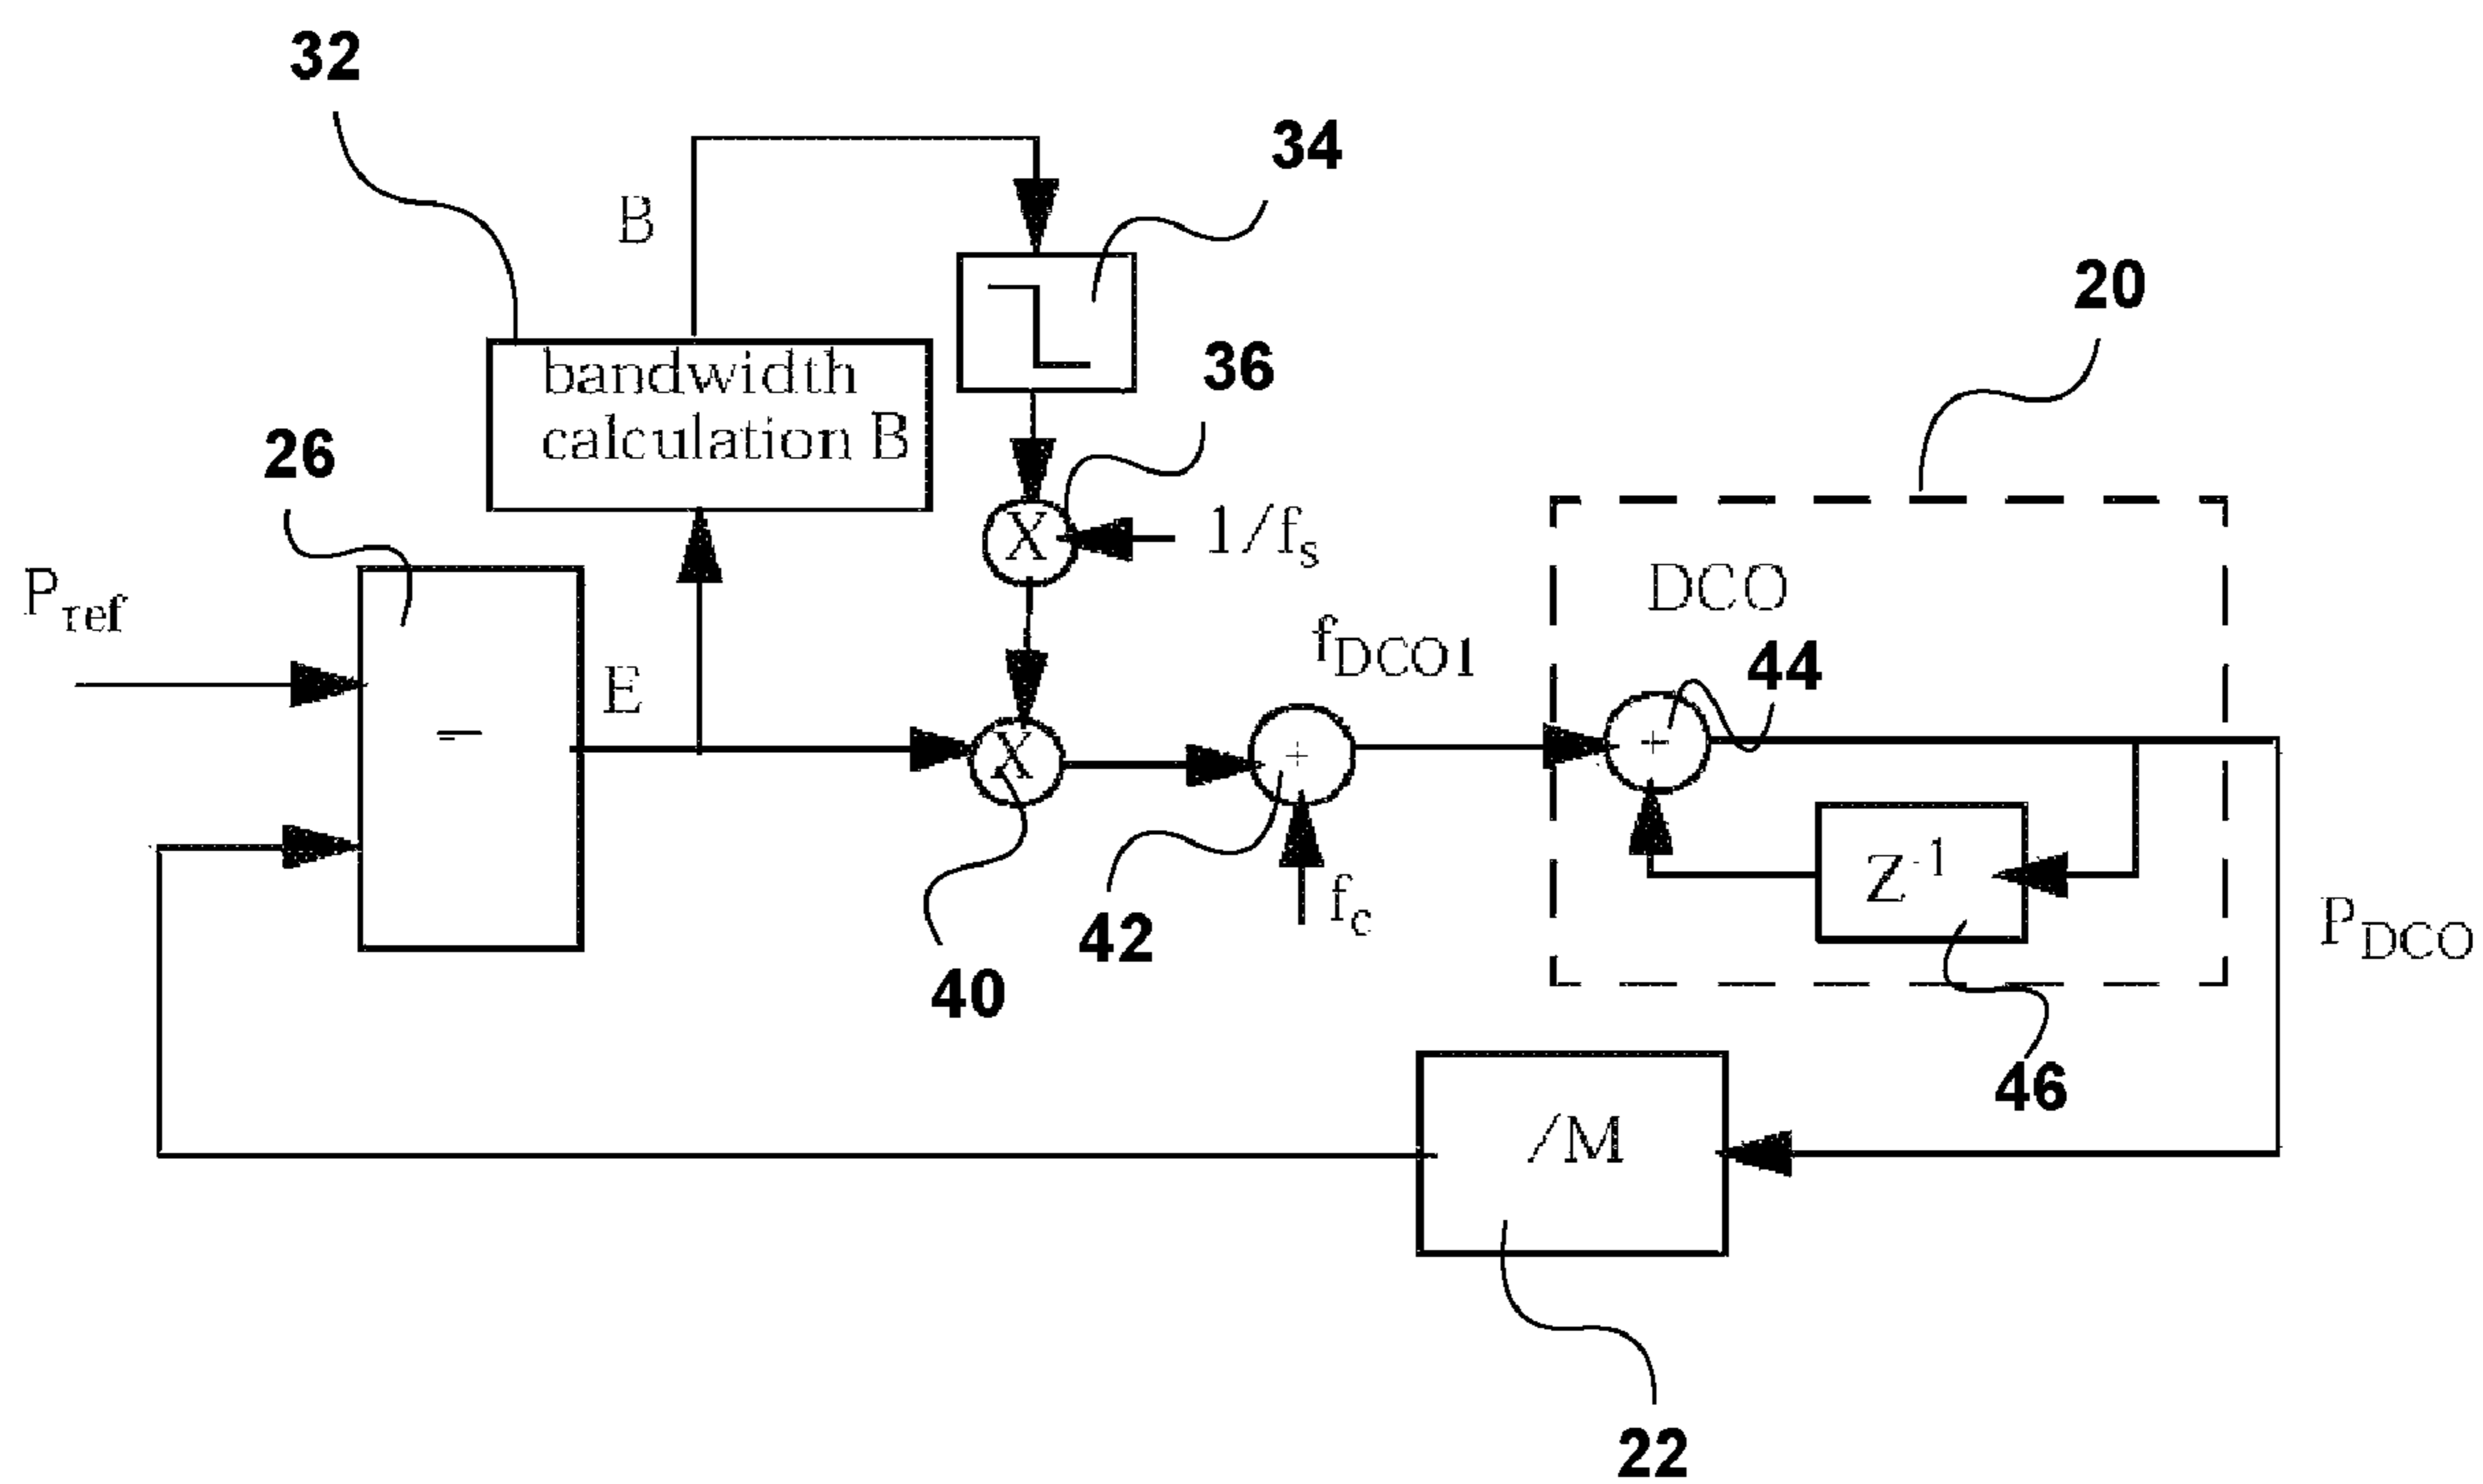 32
34
B
20
bandwidth
calculation B
36
26
X
1/fs
Pref
DCO
fDCO1
44
E
-
X
+
+
Z-1
fc
42
PDCO
40
46
/M
22